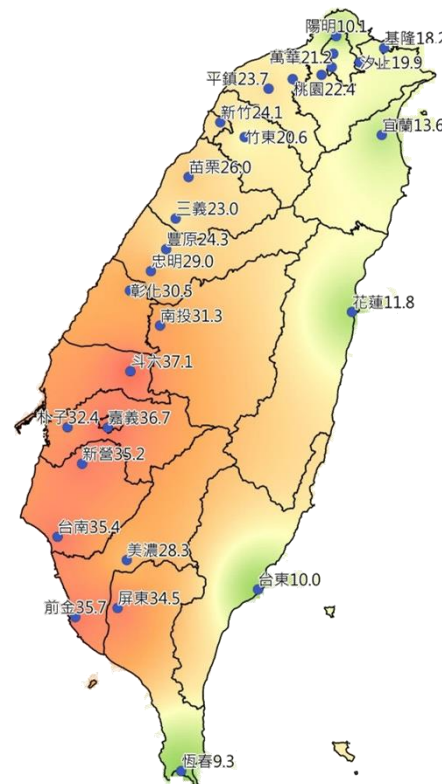 陽明10.1
基隆18.2
萬華21.2
汐止19.9
平鎮23.7
桃園22.4
新竹24.1
宜蘭13.6
竹東20.6
苗栗26.0
三義23.0
豐原24.3
忠明29.0
彰化30.5
花蓮11.8
南投31.3
斗六37.1
朴子32.4
嘉義36.7
新營35.2
台南35.4
美濃28.3
台東10.0
前金35.7
屏東34.5
恆春9.3